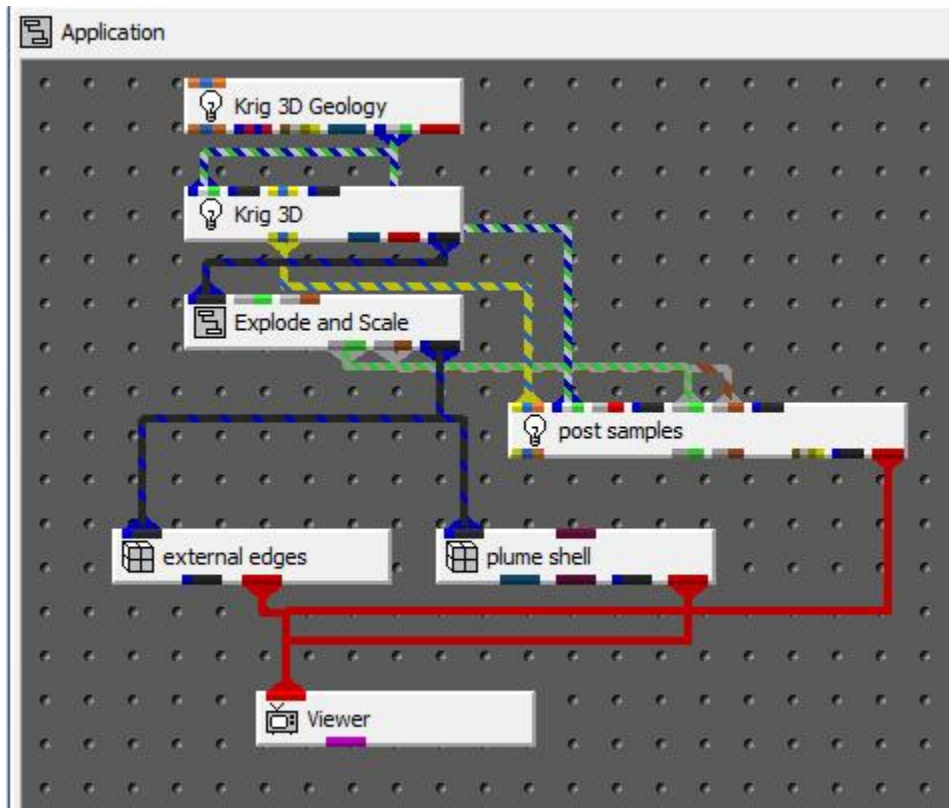 Application
Krig 3D Geology
Krig 3D
Explode and Scale
post samples
external edges
plume shell
Viewer